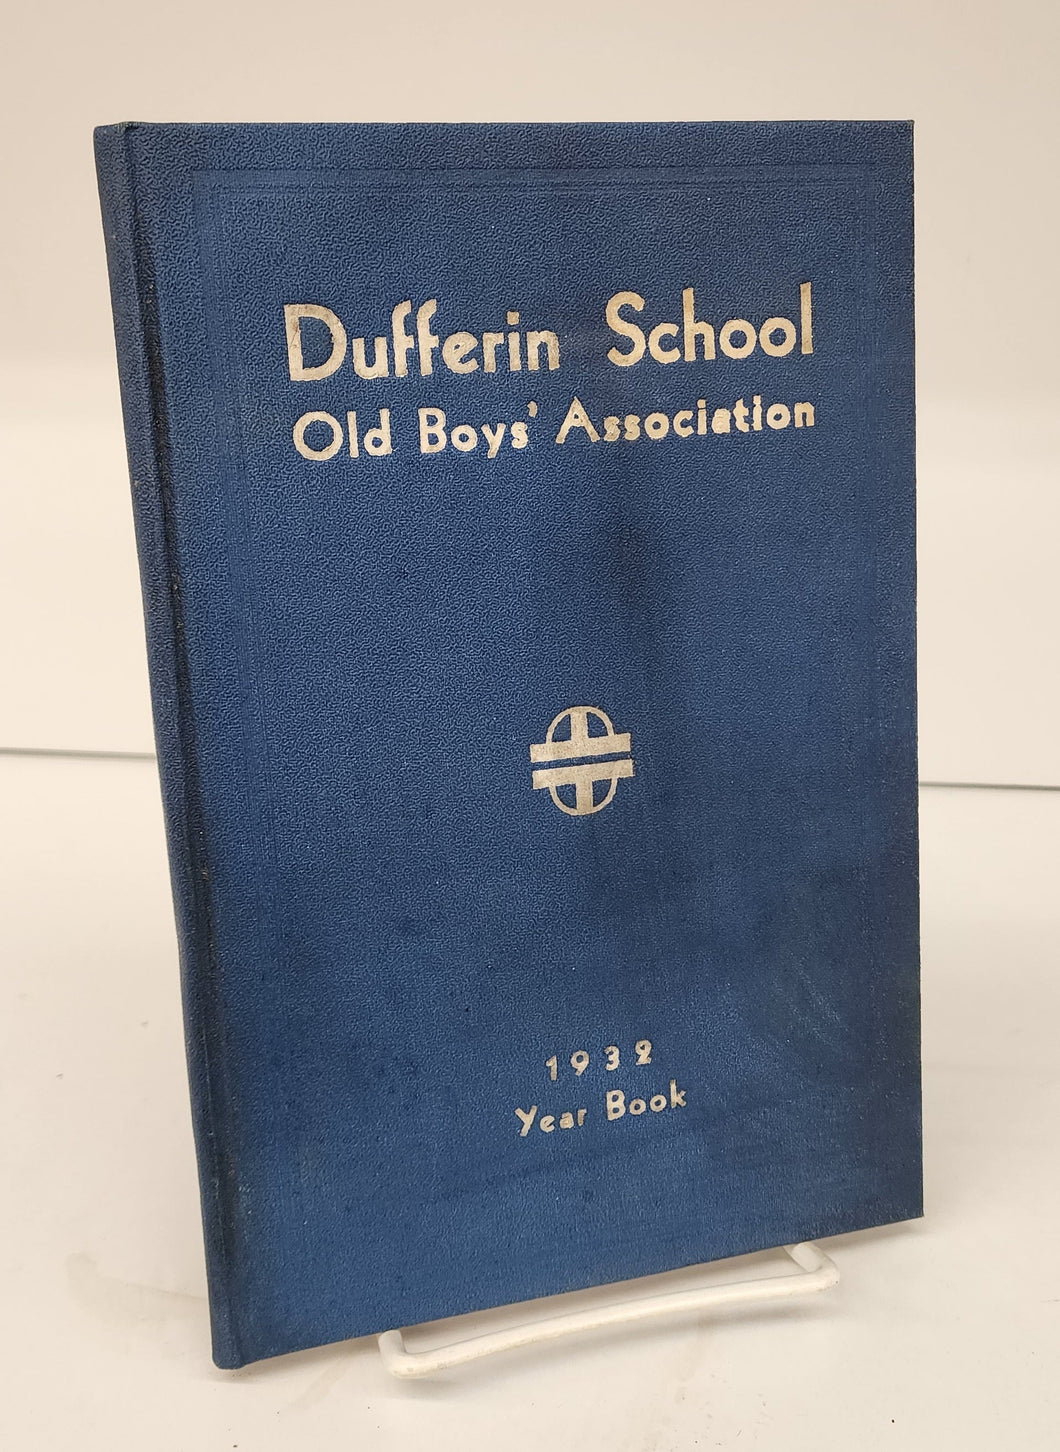 Dufferin School
Old Boys' Association
1932
Year Book